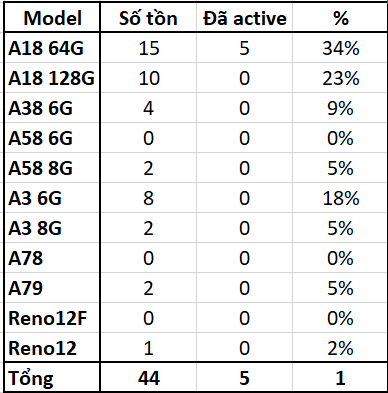 Model Số tồn Đã active %
A18 64G 15 5 34%
A18 128G 10 0 23%
A38 6G 4 0 9%
A58 6G 0 0 0%
A58 8G 2 0 5%
A3 6G 8 0 18%
A3 8G 2 0 5%
A78 0 0 0%
A79 2 0 5%
Reno12F 0 0 0%
Reno12 1 0 2%
Tổng 44 5 1